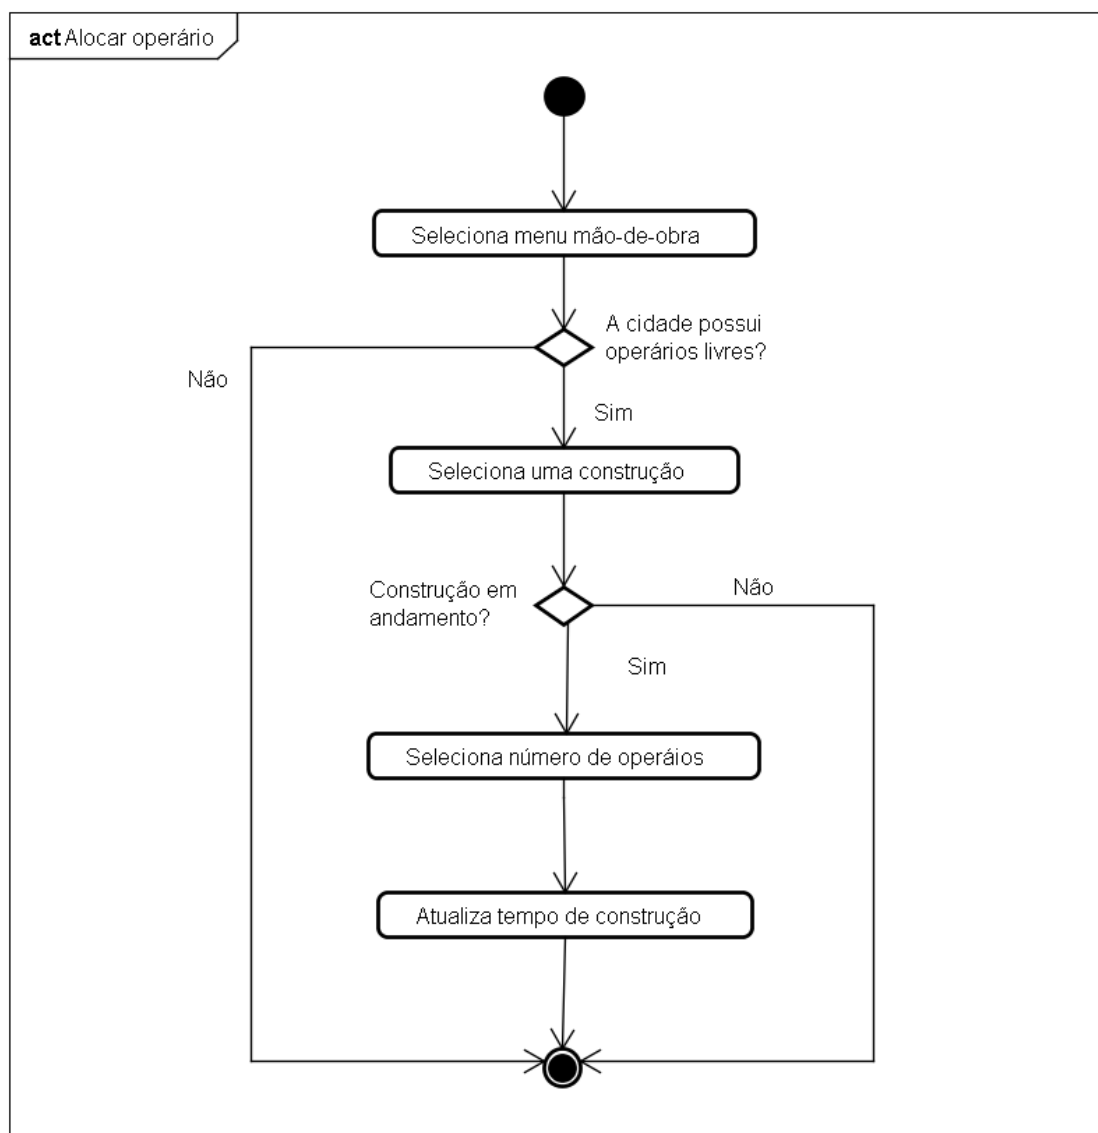 act Alocar operário
Seleciona menu mão-de-obra
A cidade possui
operários livres?
Não
Sim
Seleciona uma construção
Construção em
andamento?
Não
Sim
Seleciona número de operáios
Atualiza tempo de construção